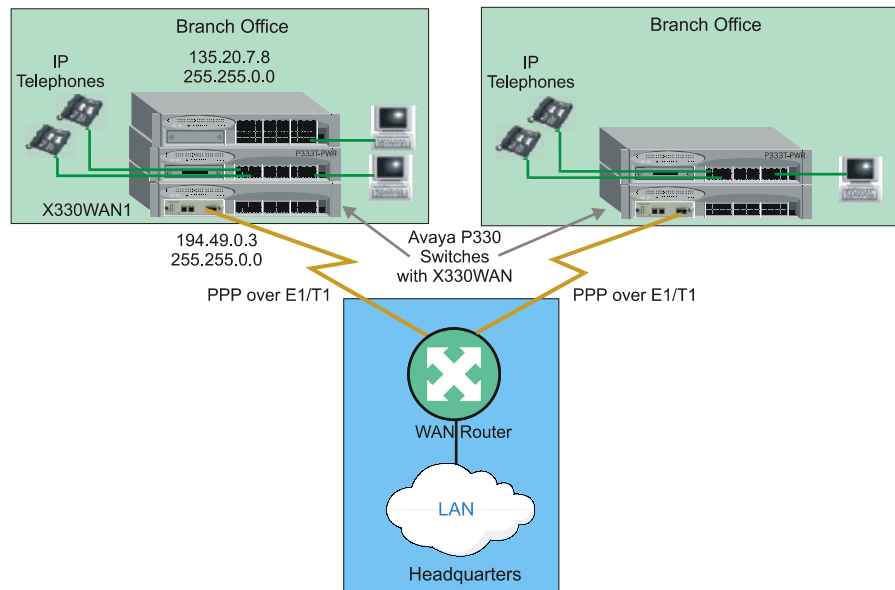 Branch Office
135.20.7.8
255.255.0.0
IP
Telephones
P333T-PWR
X330WAN1
194.49.0.3
255.255.0.0
PPP over E1/T1
Branch Office
IP
Telephones
P333T-PWR
Avaya P330
Switches
with X330WAN
PPP over E1/T1
WAN Router
LAN
Headquarters